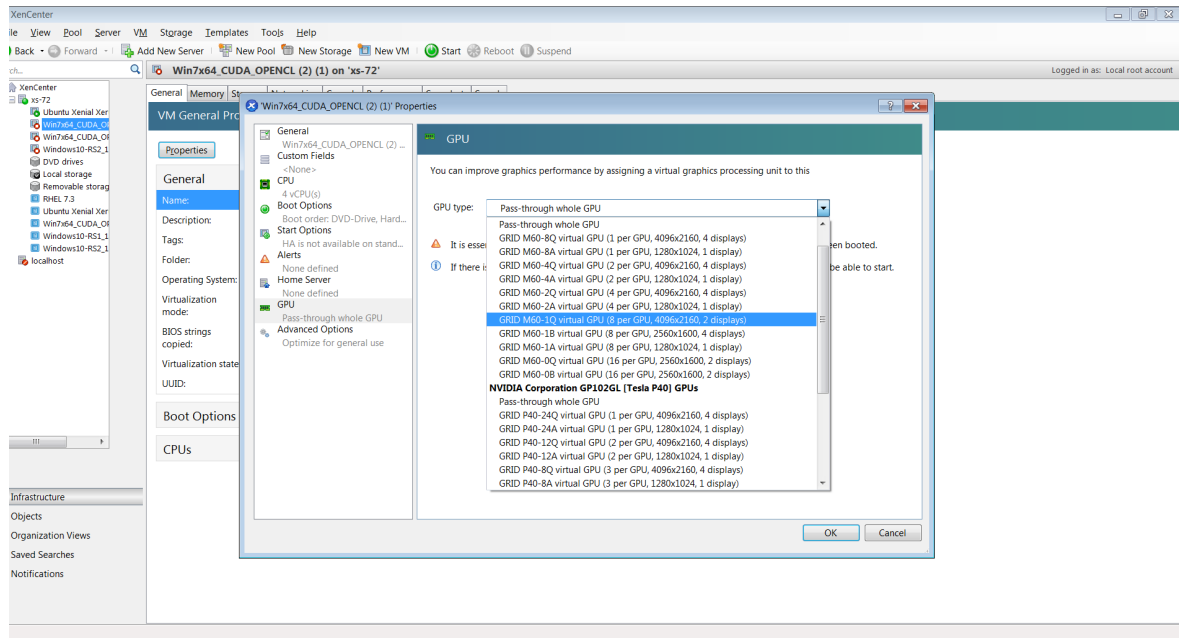 XenCenter
ile View Pool Server VM Storage Templates Tools Help
Back Forward Add New Server New Pool New Storage New VM Start Reboot Suspend
Win7x64_CUDA_OPENCL (2) (1) on 'xs-72' Logged in as: Local root account
XenCenter
xs-72
Ubuntu Xenial Xer
Win7x64_CUDA_OF
Win7x64_CUDA_OF
Windows10-RS2_1
DVD drives
Local storage
Removable storag
RHEL 7.3
Ubuntu Xenial Xer
Win7x64_CUDA_OF
Windows10-RS1_1
Windows10-RS2_1
localhost
Infrastructure
Objects
Organization Views
Saved Searches
Notifications
General Memory
VM General Pro
Properties
General
Name:
Description:
Tags:
Folder:
Operating System:
Virtualization
mode:
BIOS strings
copied:
Virtualization state
UUID:
Boot Options
CPUs
'Win7x64_CUDA_OPENCL (2) (1)' Properties
General
Win7x64_CUDA_OPENCL (2) ...
Custom Fields
<None>
CPU
4 vCPU(s)
Boot Options
Boot order: DVD-Drive, Hard...
Start Options
HA is not available on stand...
Alerts
None defined
Home Server
None defined
GPU
Pass-through whole GPU
Advanced Options
Optimize for general use
GPU
You can improve graphics performance by assigning a virtual graphics processing unit to this
GPU type: Pass-through whole GPU
It is esse
en booted.
If there i
be able to start.
Pass-through whole GPU
GRID M60-8Q virtual GPU (1 per GPU, 4096x2160, 4 displays)
GRID M60-8A virtual GPU (1 per GPU, 1280x1024, 1 display)
GRID M60-4Q virtual GPU (2 per GPU, 4096x2160, 4 displays)
GRID M60-4A virtual GPU (2 per GPU, 1280x1024, 1 display)
GRID M60-2Q virtual GPU (4 per GPU, 4096x2160, 4 displays)
GRID M60-2A virtual GPU (4 per GPU, 1280x1024, 1 display)
GRID M60-1Q virtual GPU (8 per GPU, 4096x2160, 2 displays)
GRID M60-1B virtual GPU (8 per GPU, 2560x1600, 4 displays)
GRID M60-1A virtual GPU (8 per GPU, 1280x1024, 1 display)
GRID M60-0Q virtual GPU (16 per GPU, 2560x1600, 2 displays)
GRID M60-0B virtual GPU (16 per GPU, 2560x1600, 2 displays)
NVIDIA Corporation GP102GL [Tesla P40] GPUs
Pass-through whole GPU
GRID P40-24Q virtual GPU (1 per GPU, 4096x2160, 4 displays)
GRID P40-24A virtual GPU (1 per GPU, 1280x1024, 1 display)
GRID P40-12Q virtual GPU (2 per GPU, 4096x2160, 4 displays)
GRID P40-12A virtual GPU (2 per GPU, 1280x1024, 1 display)
GRID P40-8Q virtual GPU (3 per GPU, 4096x2160, 4 displays)
GRID P40-8A virtual GPU (3 per GPU, 1280x1024, 1 display)
OK Cancel